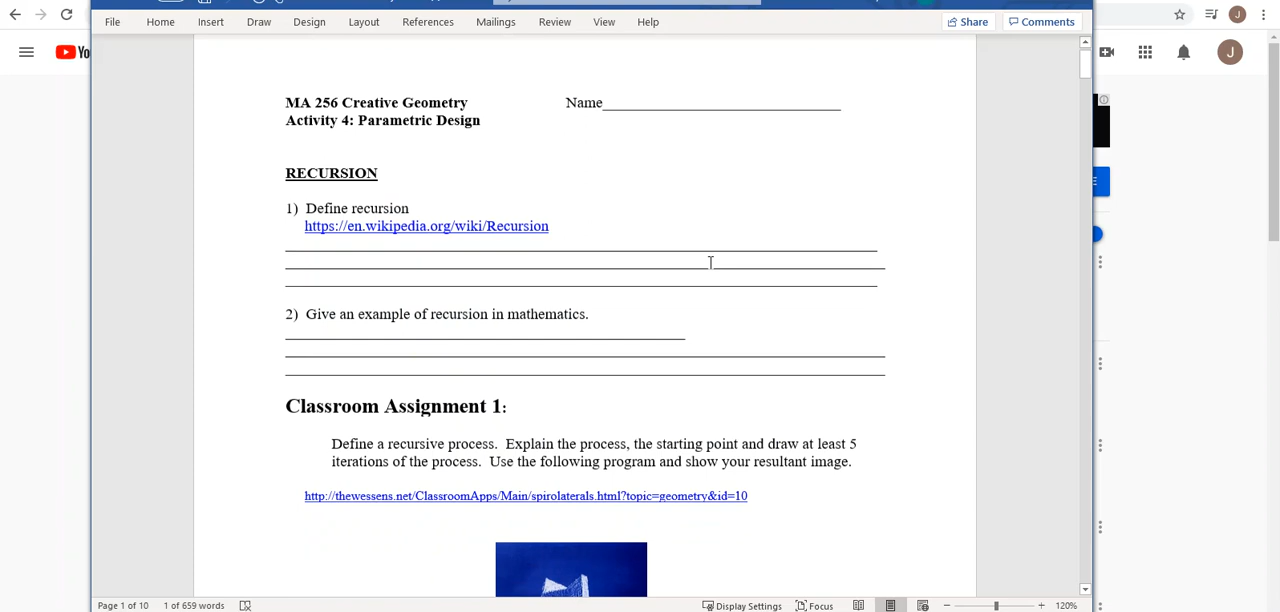 File Home Insert Draw Design Layout References Mailings Review View Help Share Comments
Yo
J
J
MA 256 Creative Geometry Name
Activity 4: Parametric Design
RECURSION
1) Define recursion
https://en.wikipedia.org/wiki/Recursion
2) Give an example of recursion in mathematics.
Classroom Assignment 1:
Define a recursive process. Explain the process, the starting point and draw at least 5
iterations of the process. Use the following program and show your resultant image.
http://thewessens.net/ClassroomApps/Main/spirolaterals.html?topic=geometry&id=10
Page 1 of 10 1 of 659 words Display Settings Focus 120%